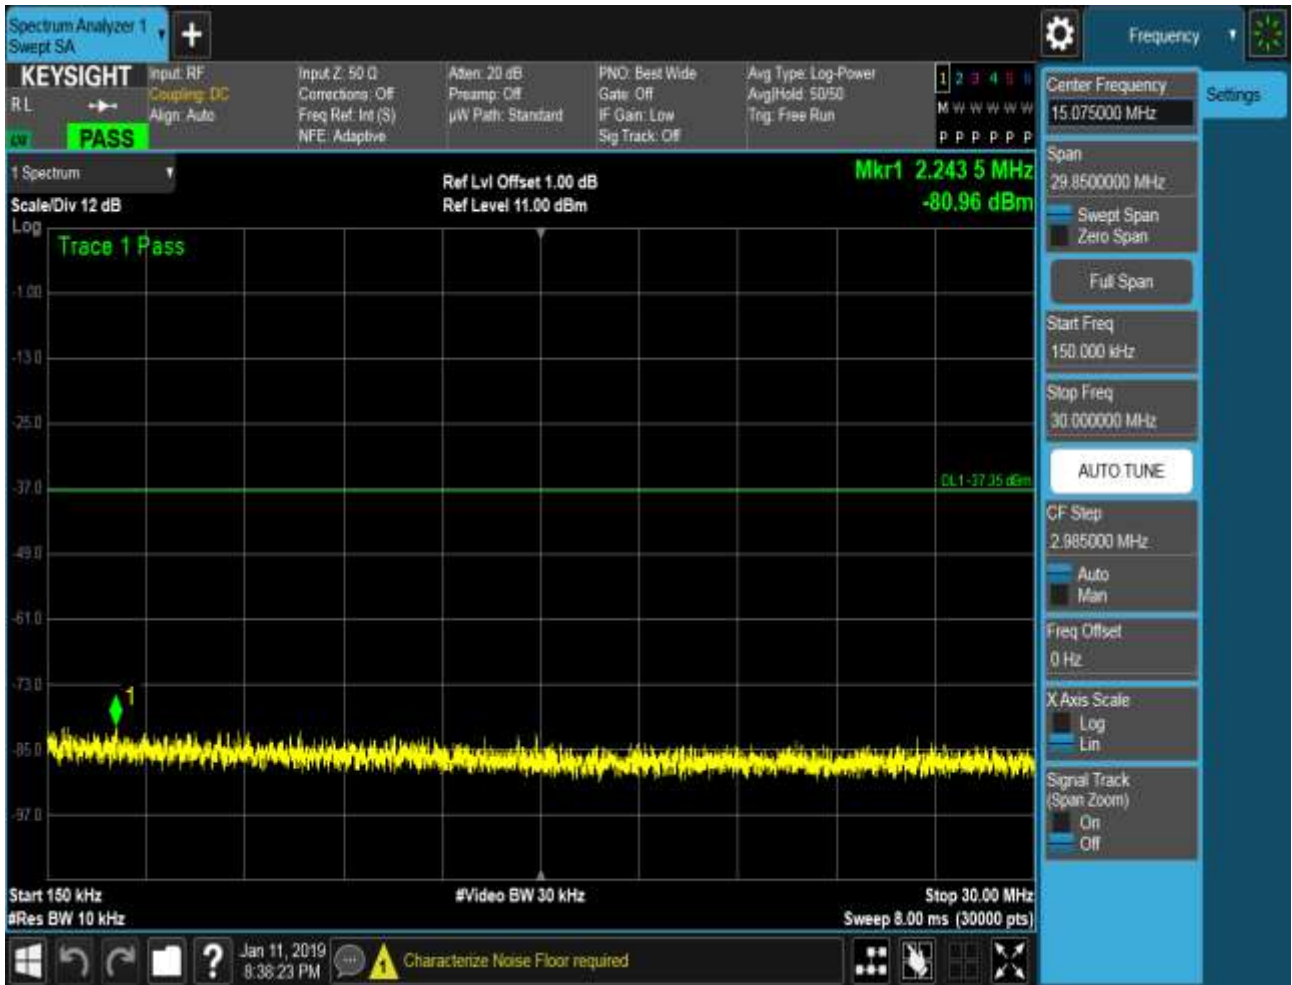 Spectrum Analyzer 1
Swept SA
+
Frequency
KEYSIGHT
R L
PASS
Input: RF
Coupling: DC
Align: Auto
Input Z: 50 Ω
Corrections: Off
Freq Ref: Int (S)
NFE: Adaptive
Atten: 20 dB
Preamp: Off
µW Path: Standard
PNO: Best Wide
Gate: Off
IF Gain: Low
Sig Track: Off
Avg Type: Log-Power
Avg|Hold: 50/50
Trig: Free Run
1 2 3 4 5 6
M W W W W W
P P P P P P
1 Spectrum
Scale/Div 12 dB
Log
Ref Lvl Offset 1.00 dB
Ref Level 11.00 dBm
Mkr1 2.243 5 MHz
-80.96 dBm
Trace 1 Pass
-1.00
-13.0
-25.0
-37.0
-49.0
-61.0
-73.0
-85.0
-97.0
DL1 -37.35 dBm
1
Start 150 kHz
#Res BW 10 kHz
#Video BW 30 kHz
Stop 30.00 MHz
Sweep 8.00 ms (30000 pts)
?
Jan 11, 2019
8:38:23 PM
1
Characterize Noise Floor required
Center Frequency
15.075000 MHz
Span
29.8500000 MHz
Swept Span
Zero Span
Full Span
Start Freq
150.000 kHz
Stop Freq
30.000000 MHz
AUTO TUNE
CF Step
2.985000 MHz
Auto
Man
Freq Offset
0 Hz
X Axis Scale
Log
Lin
Signal Track
(Span Zoom)
On
Off
Settings